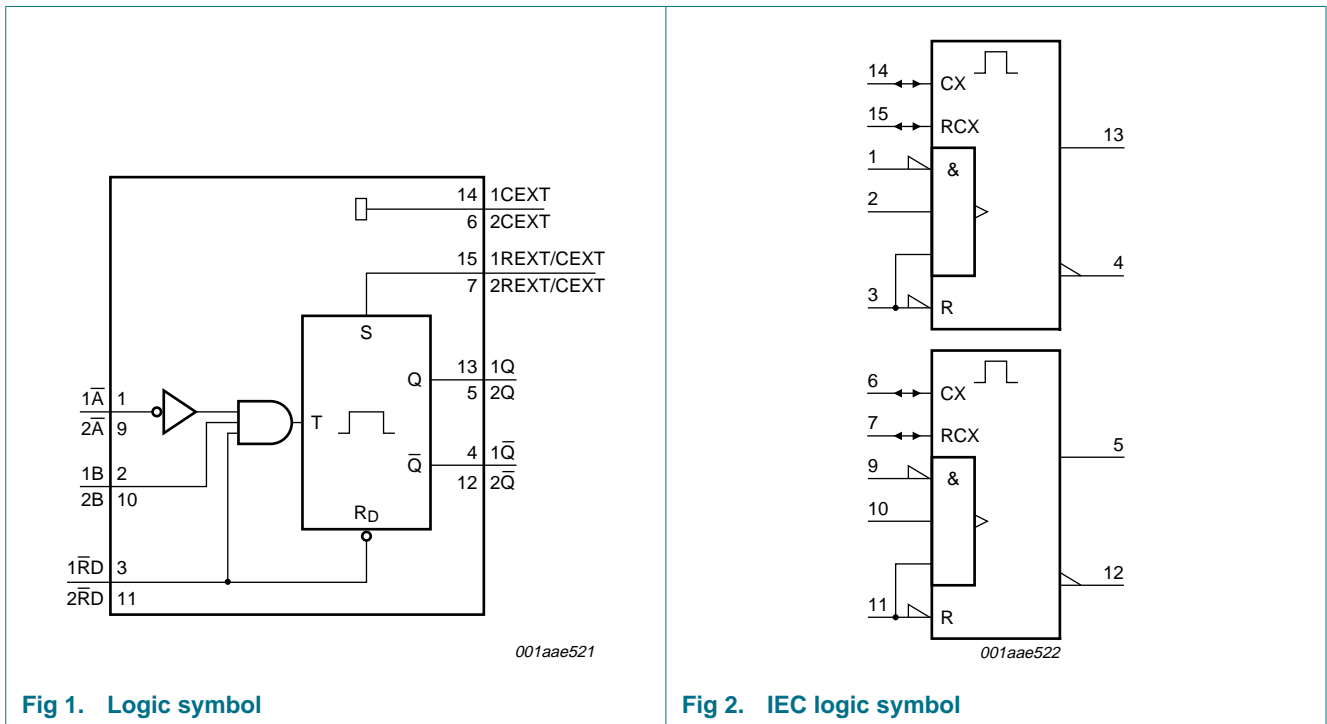 14 1CEXT
6 2CEXT
15 1REXT/CEXT
7 2REXT/CEXT
S
Q 13 1Q
5 2Q
1A̅ 1
2A̅ 9
T
Q̅ 4 1Q̅
12 2Q̅
1B 2
2B 10
RD
1R̅D 3
2R̅D 11
001aae521
Fig 1. Logic symbol
14 CX
15 RCX
13
1 &
2
4
3 R
6 CX
7 RCX
5
9 &
10
12
11 R
001aae522
Fig 2. IEC logic symbol